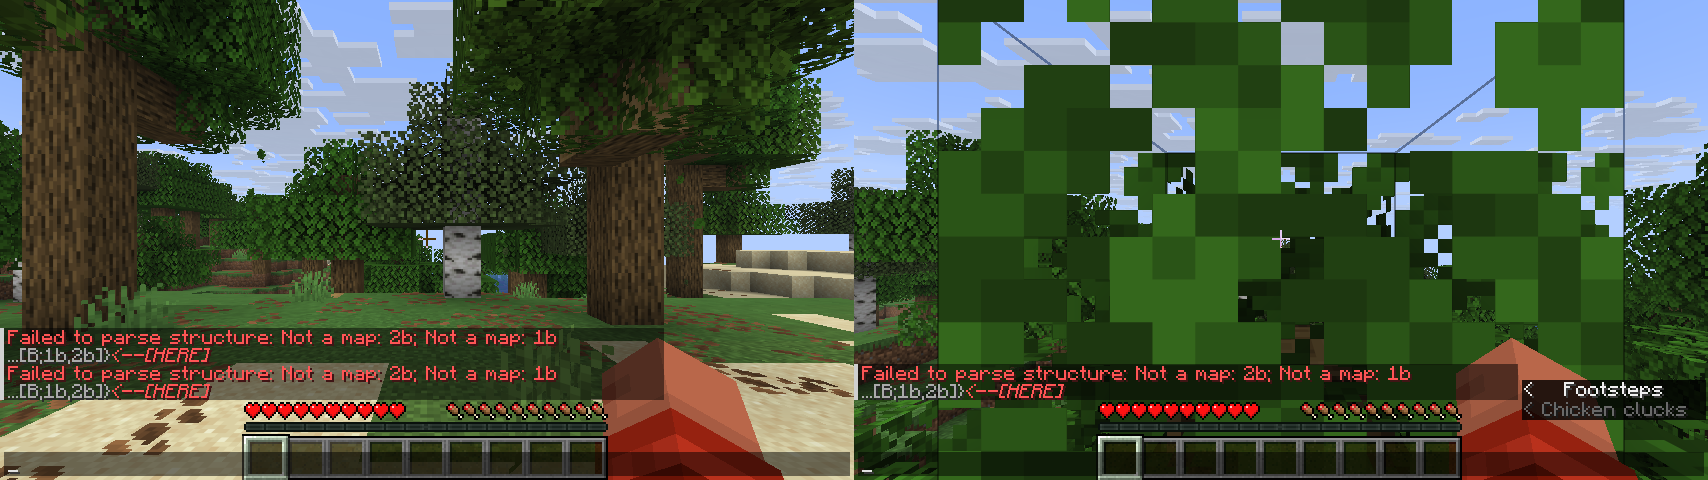 Failed to parse structure: Not a map: 2b; Not a map: 1b
...[B;1b,2b]}<--[HERE]
Failed to parse structure: Not a map: 2b; Not a map: 1b
...[B;1b,2b]}<--[HERE]
_
Failed to parse structure: Not a map: 2b; Not a map: 1b
...[B;1b,2b]}<--[HERE]
< Footsteps
< Chicken clucks
_